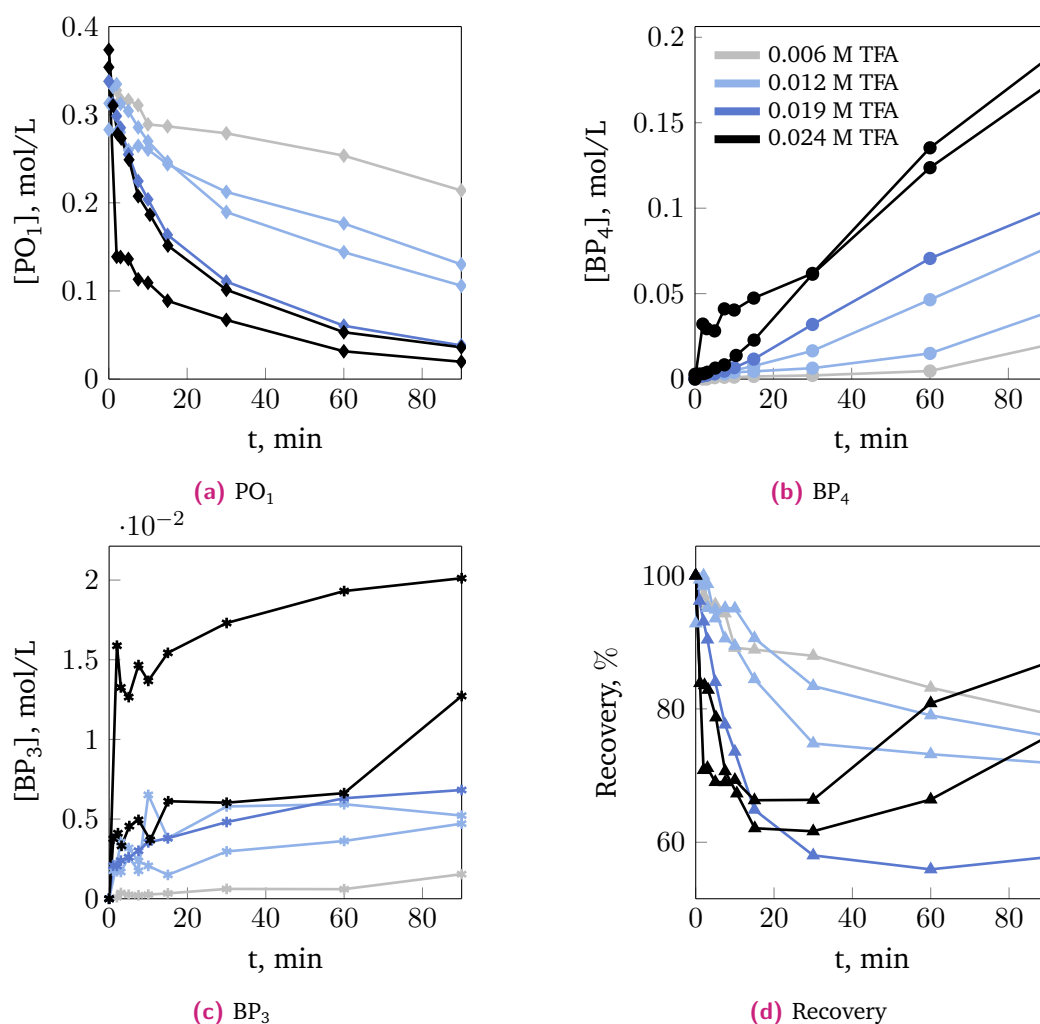 0.4
0.3
0.2
0.1
0
20
40
60
80
[PO₁], mol/L
t, min
(a) PO₁
0.2
0.15
0.1
0.05
0
0
20
40
60
80
[BP₄], mol/L
t, min
0.006 M TFA
0.012 M TFA
0.019 M TFA
0.024 M TFA
(b) BP₄
·10⁻²
2
1.5
1
0.5
0
0
20
40
60
80
[BP₃], mol/L
t, min
(c) BP₃
100
80
60
0
20
40
60
80
Recovery, %
t, min
(d) Recovery